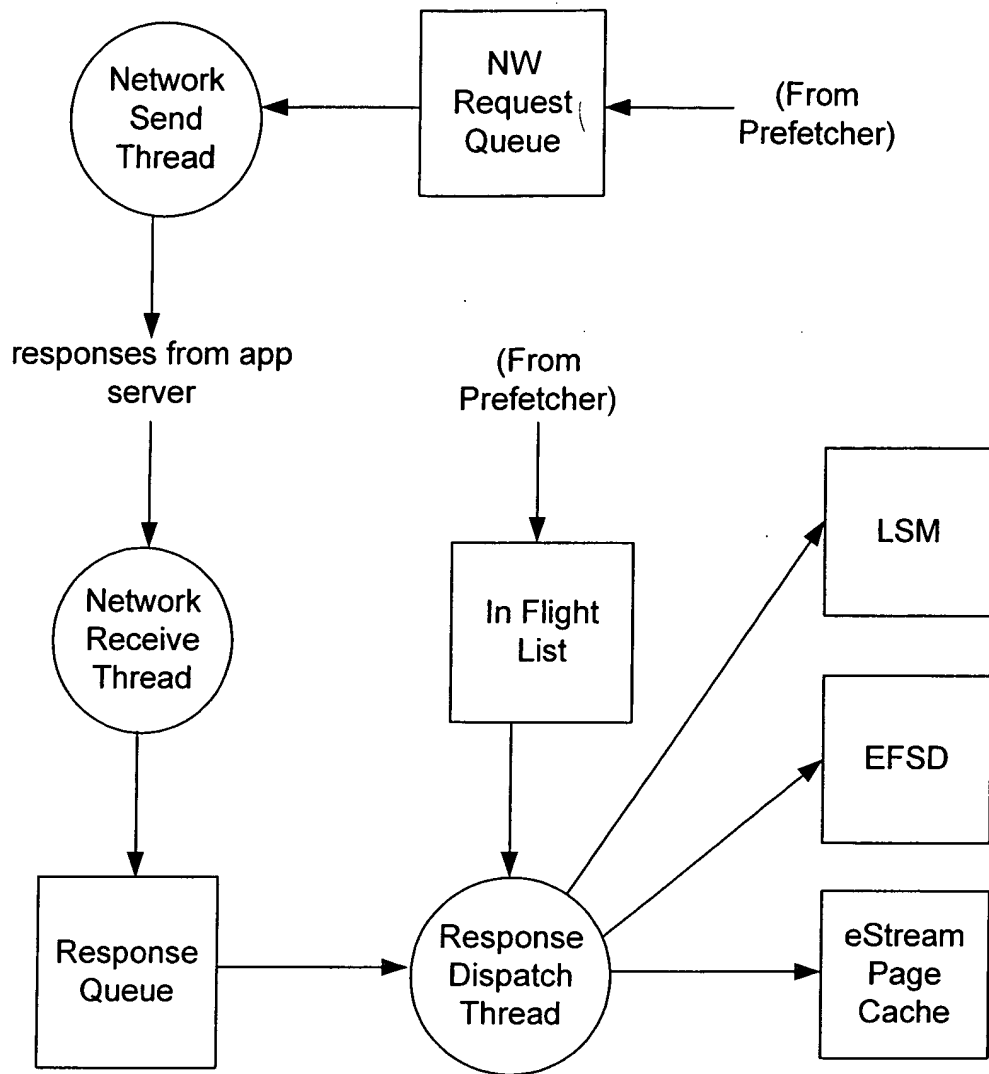 Network
Send
Thread
NW
Request
Queue
(From
Prefetcher)
responses from app
server
(From
Prefetcher)
Network
Receive
Thread
In Flight
List
LSM
EFSD
Response
Queue
Response
Dispatch
Thread
eStream
Page
Cache